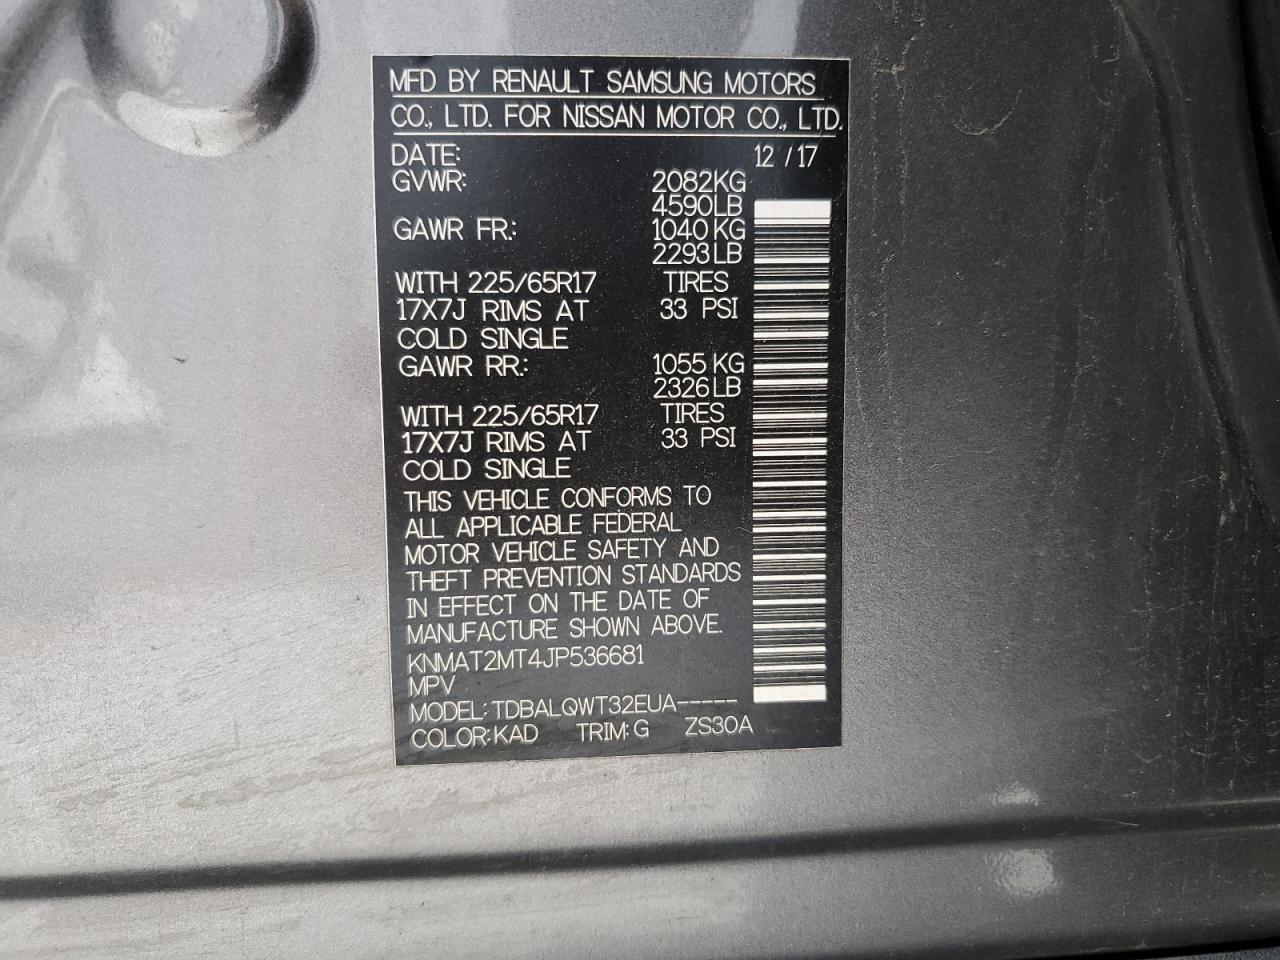 MFD BY RENAULT SAMSUNG MOTORS
CO., LTD. FOR NISSAN MOTOR CO., LTD.
DATE: 12 /17
GVWR: 2082KG
4590LB
GAWR FR.: 1040KG
2293LB
WITH 225/65R17 TIRES
17X7J RIMS AT 33 PSI
COLD SINGLE
GAWR RR.: 1055KG
2326LB
WITH 225/65R17 TIRES
17X7J RIMS AT 33 PSI
COLD SINGLE
THIS VEHICLE CONFORMS TO
ALL APPLICABLE FEDERAL
MOTOR VEHICLE SAFETY AND
THEFT PREVENTION STANDARDS
IN EFFECT ON THE DATE OF
MANUFACTURE SHOWN ABOVE.
KNMAT2MT4JP536681
MPV
MODEL:TDBALQWT32EUA-----
COLOR:KAD TRIM:G ZS30A